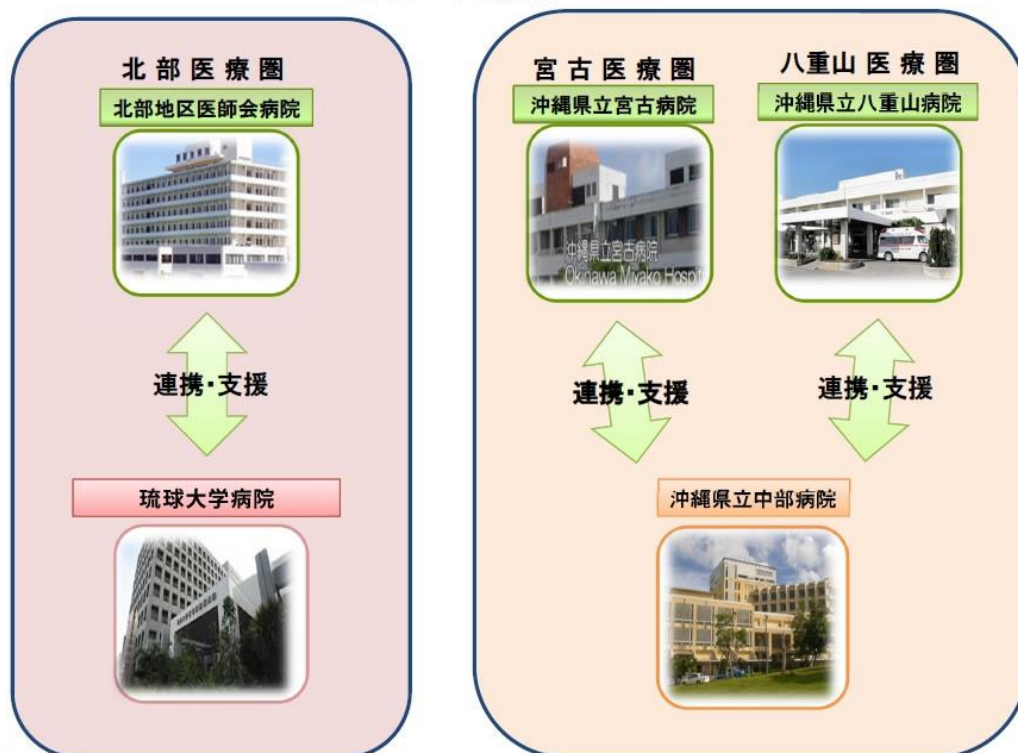 北部医療圏
北部地区医師会病院
連携・支援
琉球大学病院
宮古医療圏
八重山医療圏
沖縄県立宮古病院
沖縄県立八重山病院
沖縄県立宮古病院
Okinawa Miyako Hospit
連携・支援
連携・支援
沖縄県立中部病院